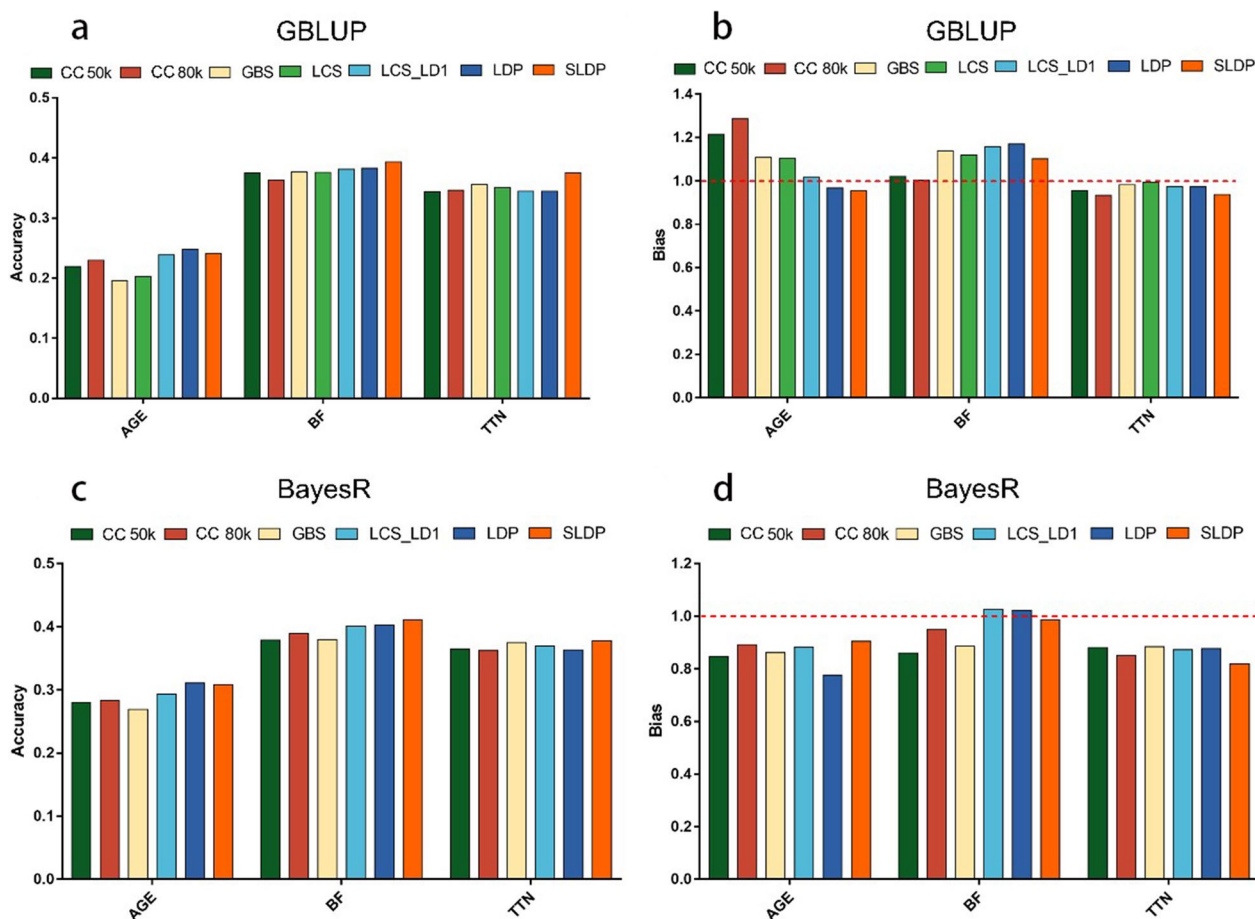 a
GBLUP
CC 50k CC 80k GBS LCS LCS_LD1 LDP SLDP
Accuracy
0.5
0.4
0.3
0.2
0.1
0.0
AGE BF TTN
b
GBLUP
CC 50k CC 80k GBS LCS LCS_LD1 LDP SLDP
Bias
1.4
1.2
1.0
0.8
0.6
0.4
0.2
0.0
AGE BF TTN
c
BayesR
CC 50k CC 80k GBS LCS_LD1 LDP SLDP
Accuracy
0.5
0.4
0.3
0.2
0.1
0.0
AGE BF TTN
d
BayesR
CC 50k CC 80k GBS LCS_LD1 LDP SLDP
Bias
1.2
1.0
0.8
0.6
0.4
0.2
0.0
AGE BF TTN